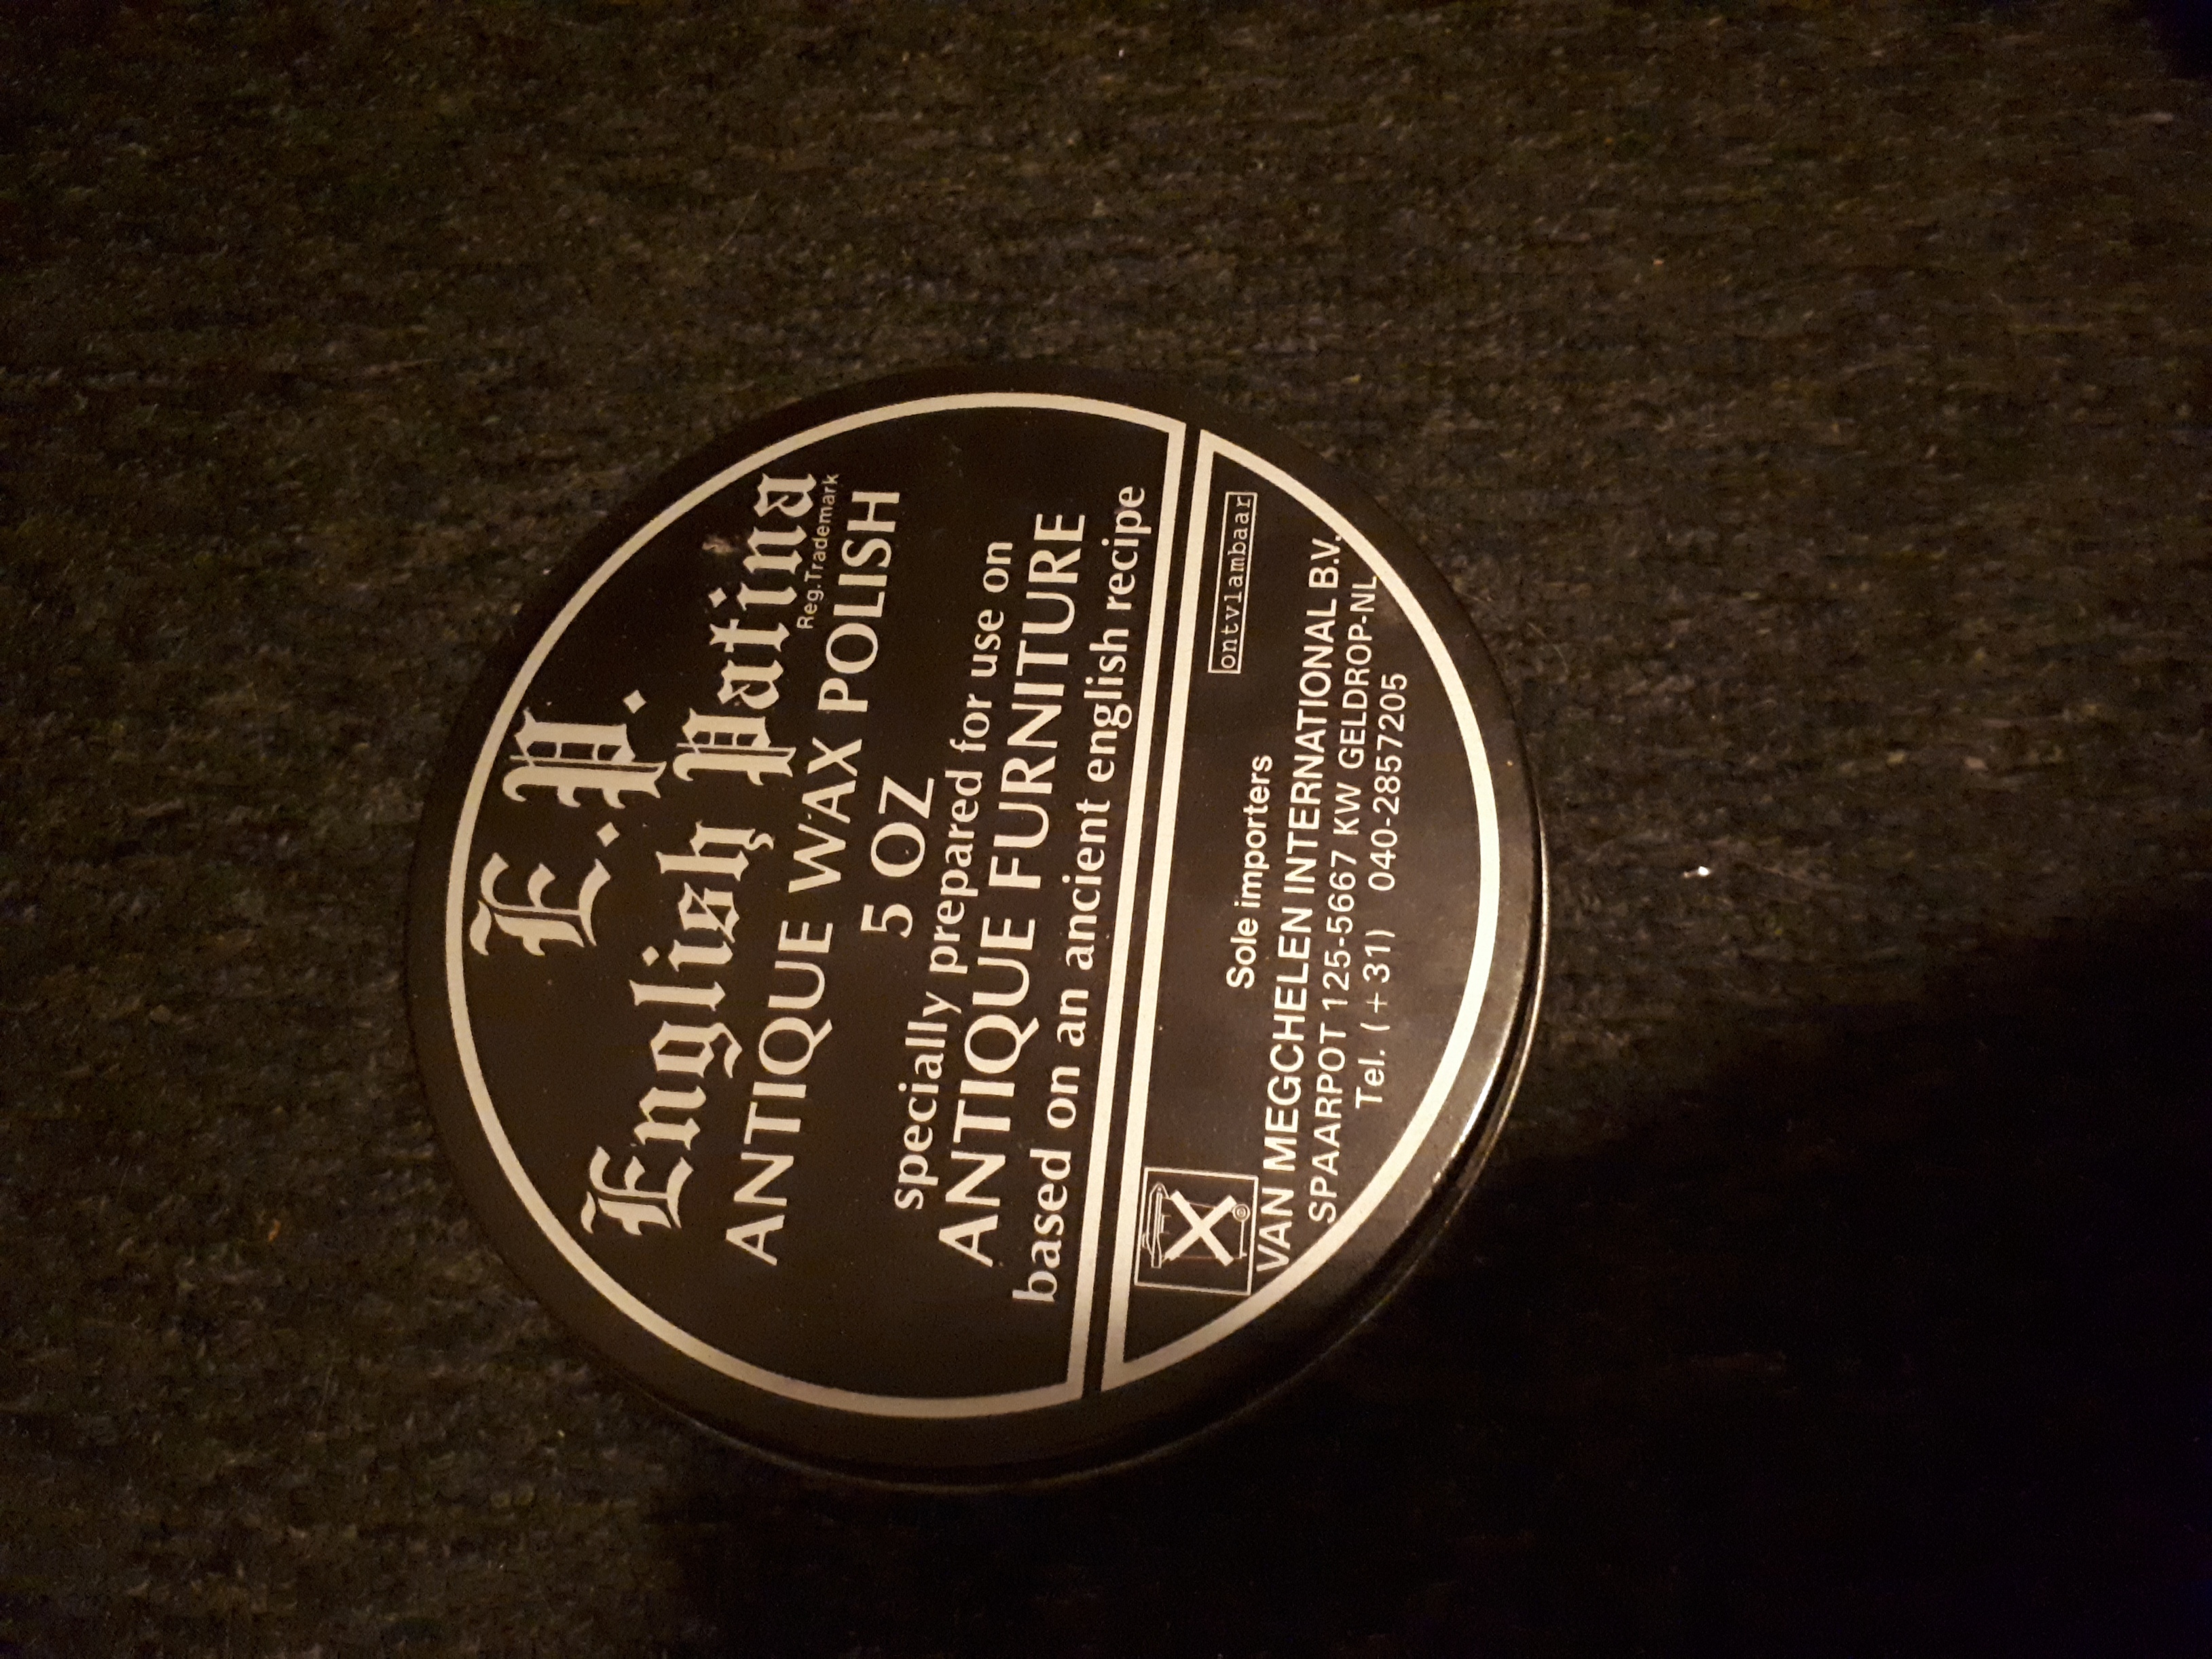 E.P.
English Patina
Reg.Trademark
ANTIQUE WAX POLISH
5 OZ
specially prepared for use on
ANTIQUE FURNITURE
based on an ancient english recipe
ontvlambaar
Sole importers
VAN MEGCHELEN INTERNATIONAL B.V.
SPAARPOT 125-5667 KW GELDROP-NL
Tel. (+31) 040-2857205